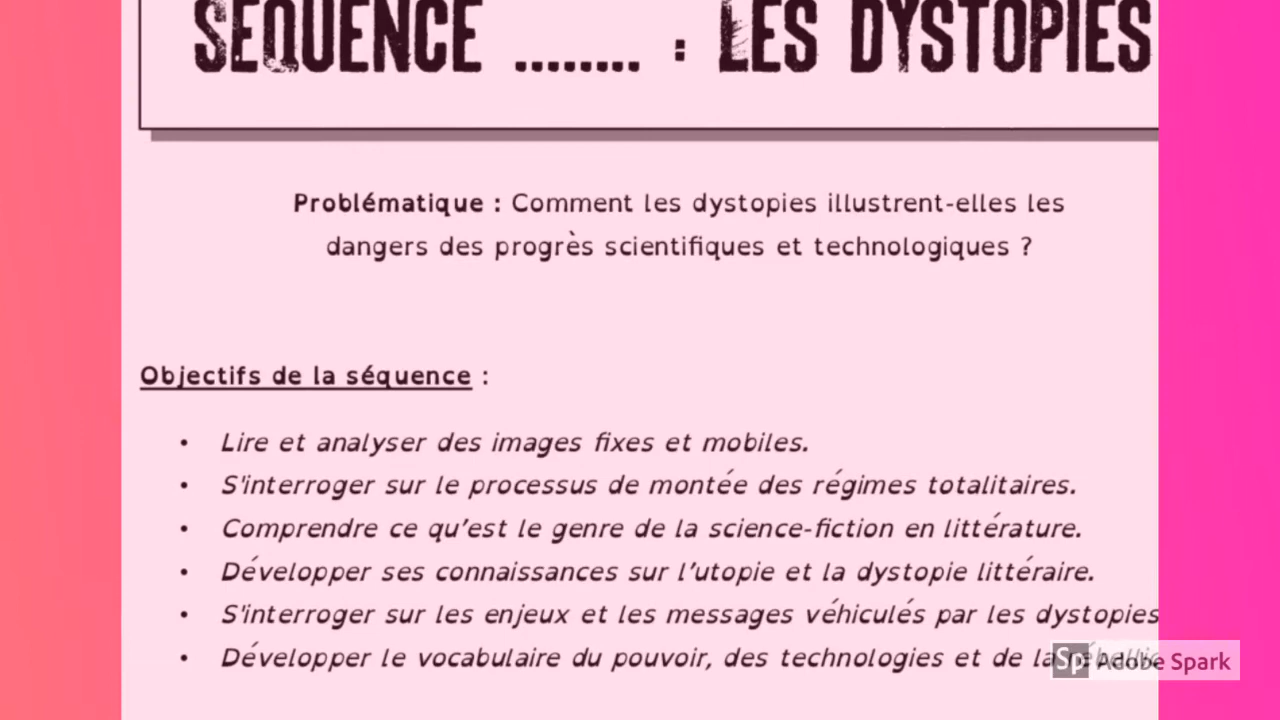 SÉQUENCE ........ : LES DYSTOPIES
Problématique : Comment les dystopies illustrent-elles les
dangers des progrès scientifiques et technologiques ?
Objectifs de la séquence :
• Lire et analyser des images fixes et mobiles.
• S'interroger sur le processus de montée des régimes totalitaires.
• Comprendre ce qu'est le genre de la science-fiction en littérature.
• Développer ses connaissances sur l'utopie et la dystopie littéraire.
• S'interroger sur les enjeux et les messages véhiculés par les dystopies
• Développer le vocabulaire du pouvoir, des technologies et de la
Sp Adobe Spark